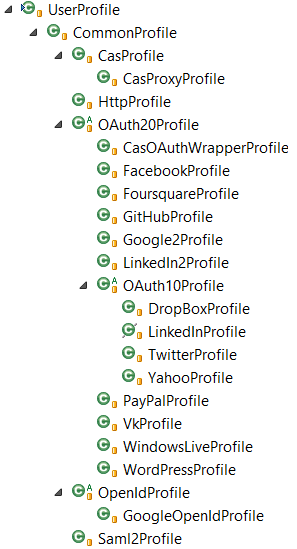 UserProfile
CommonProfile
CasProfile
CasProxyProfile
HttpProfile
OAuth20Profile
CasOAuthWrapperProfile
FacebookProfile
FoursquareProfile
GitHubProfile
Google2Profile
LinkedIn2Profile
OAuth10Profile
DropBoxProfile
LinkedInProfile
TwitterProfile
YahooProfile
PayPalProfile
VkProfile
WindowsLiveProfile
WordPressProfile
OpenIdProfile
GoogleOpenIdProfile
Saml2Profile